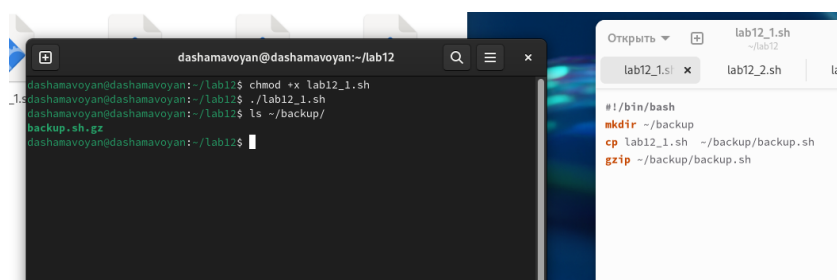 dashamavoyan@dashamavoyan:~/lab12
_1.s
dashamavoyan@dashamavoyan:~/lab12$ chmod +x lab12_1.sh
dashamavoyan@dashamavoyan:~/lab12$ ./lab12_1.sh
dashamavoyan@dashamavoyan:~/lab12$ ls ~/backup/
backup.sh.gz
dashamavoyan@dashamavoyan:~/lab12$
Открыть
lab12_1.sh
~/lab12
lab12_1.sh
lab12_2.sh
#!/bin/bash
mkdir ~/backup
cp lab12_1.sh  ~/backup/backup.sh
gzip ~/backup/backup.sh